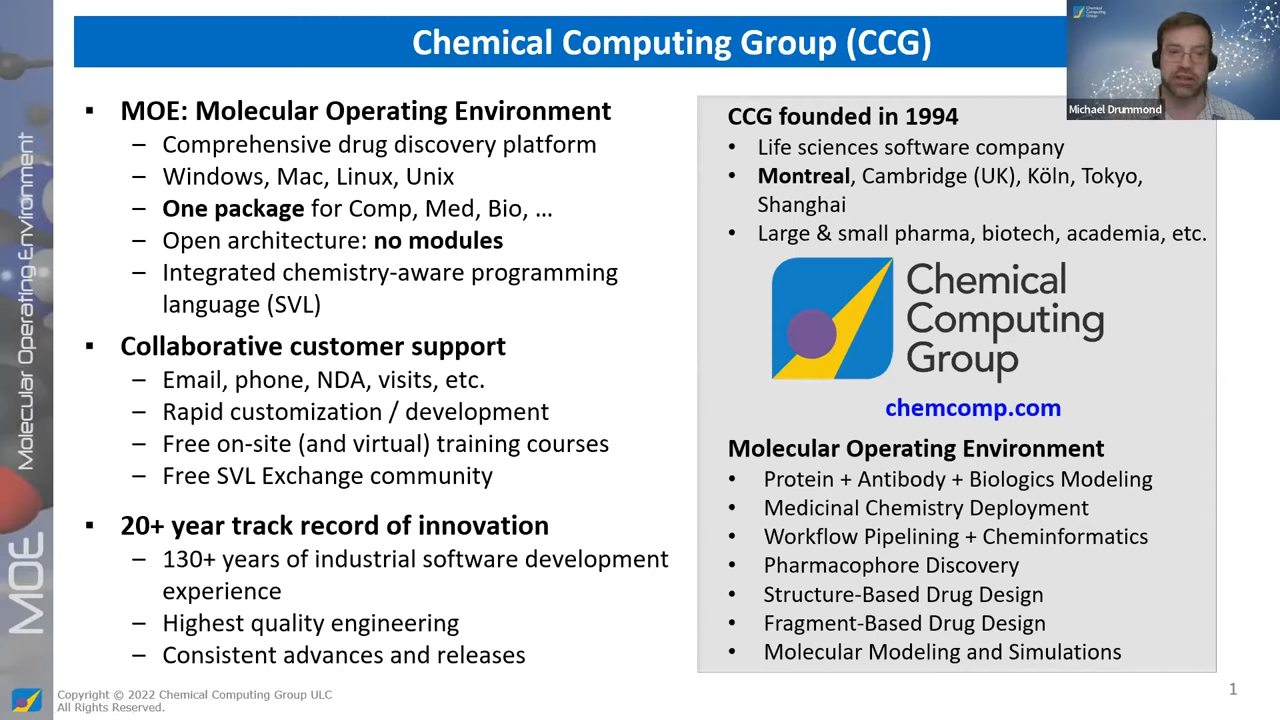 Chemical Computing Group (CCG)
Chemical
Computing
Group
Michael Drummond
▪ MOE: Molecular Operating Environment
– Comprehensive drug discovery platform
– Windows, Mac, Linux, Unix
– One package for Comp, Med, Bio, …
– Open architecture: no modules
– Integrated chemistry-aware programming
language (SVL)
▪ Collaborative customer support
– Email, phone, NDA, visits, etc.
– Rapid customization / development
– Free on-site (and virtual) training courses
– Free SVL Exchange community
▪ 20+ year track record of innovation
– 130+ years of industrial software development
experience
– Highest quality engineering
– Consistent advances and releases
CCG founded in 1994
• Life sciences software company
• Montreal, Cambridge (UK), Köln, Tokyo,
Shanghai
• Large & small pharma, biotech, academia, etc.
Chemical
Computing
Group
chemcomp.com
Molecular Operating Environment
• Protein + Antibody + Biologics Modeling
• Medicinal Chemistry Deployment
• Workflow Pipelining + Cheminformatics
• Pharmacophore Discovery
• Structure-Based Drug Design
• Fragment-Based Drug Design
• Molecular Modeling and Simulations
MOE Molecular Operating Environment
Copyright © 2022 Chemical Computing Group ULC
All Rights Reserved.
1